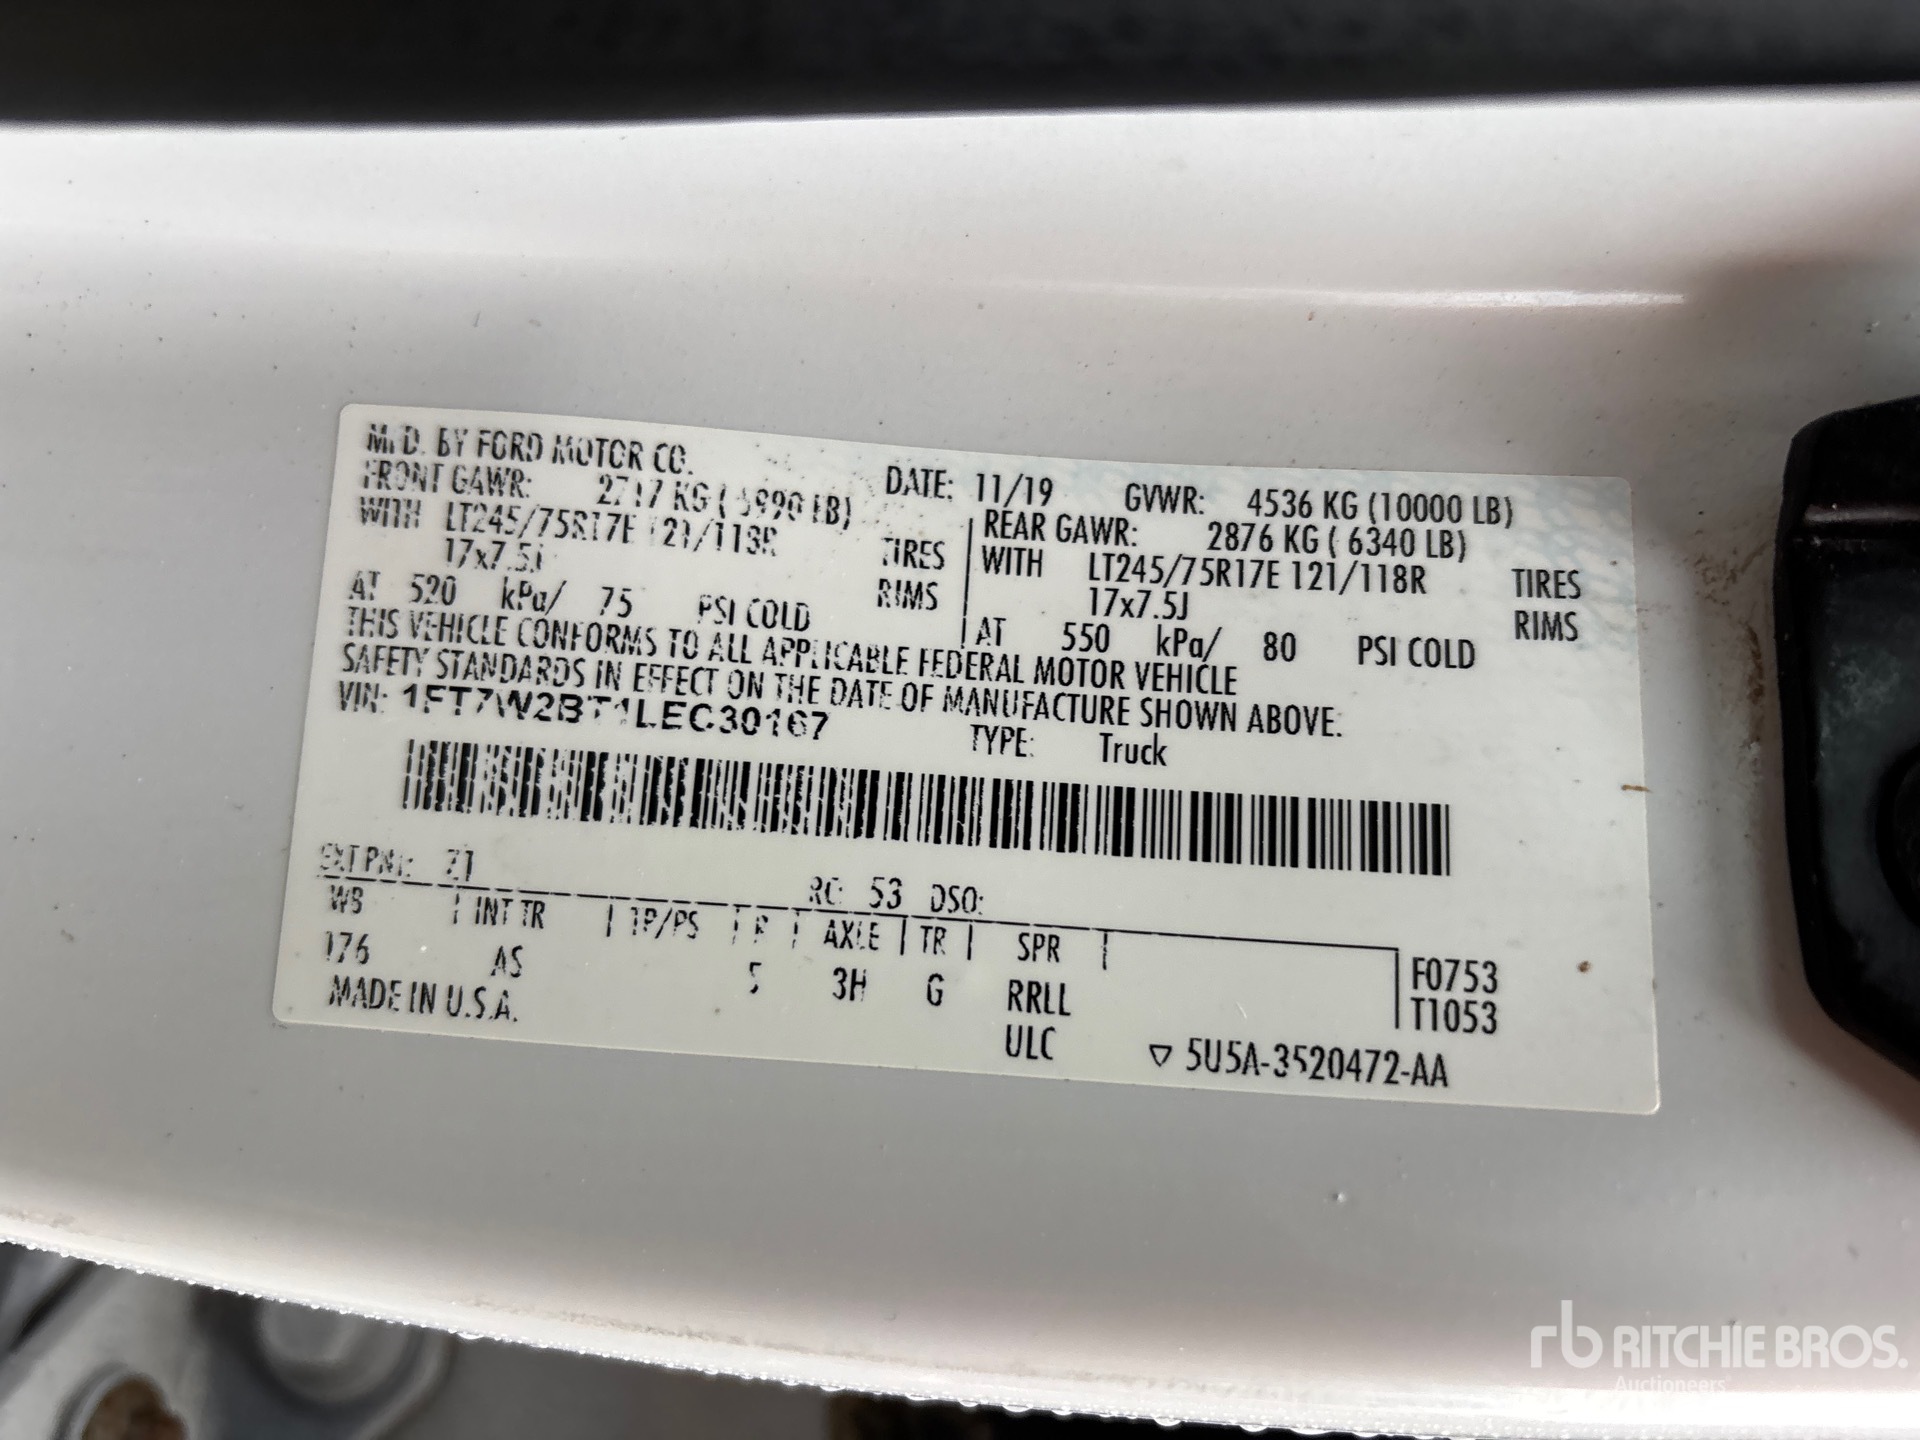 MFD. BY FORD MOTOR CO.
DATE: 11/19 GVWR: 4536 KG (10000 LB)
FRONT GAWR: 2717 KG ( 5990 LB)
WITH LT245/75R17E 121/118R TIRES
17x7.5J RIMS
AT 520 kPa/ 75 PSI COLD
REAR GAWR: 2876 KG ( 6340 LB)
WITH LT245/75R17E 121/118R TIRES
17x7.5J RIMS
AT 550 kPa/ 80 PSI COLD
THIS VEHICLE CONFORMS TO ALL APPLICABLE FEDERAL MOTOR VEHICLE
SAFETY STANDARDS IN EFFECT ON THE DATE OF MANUFACTURE SHOWN ABOVE.
VIN: 1FT7W2BT1LEC30167
TYPE: Truck
EXT PNT: Z1 RC: 53 DSO:
WB INT TR TP/PS R AXLE TR SPR
176 AS 5 3H G RRLL
ULC
F0753
T1053
MADE IN U.S.A.
▽ 5U5A-3520472-AA
rb RITCHIE BROS.
Auctioneers